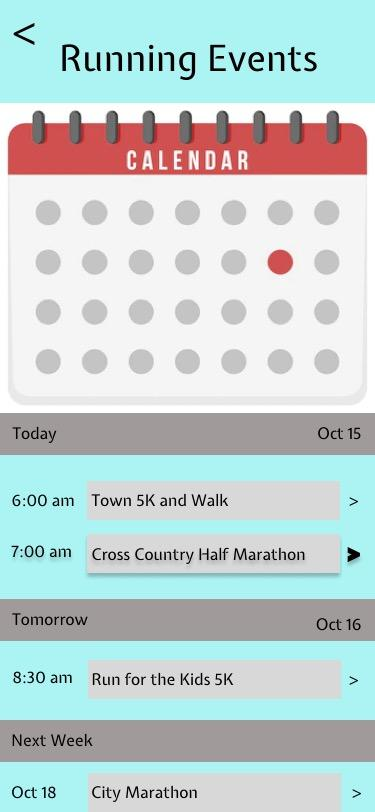 <
Running Events
CALENDAR
Today Oct 15
6:00 am Town 5K and Walk >
7:00 am Cross Country Half Marathon >
Tomorrow Oct 16
8:30 am Run for the Kids 5K >
Next Week
Oct 18 City Marathon >